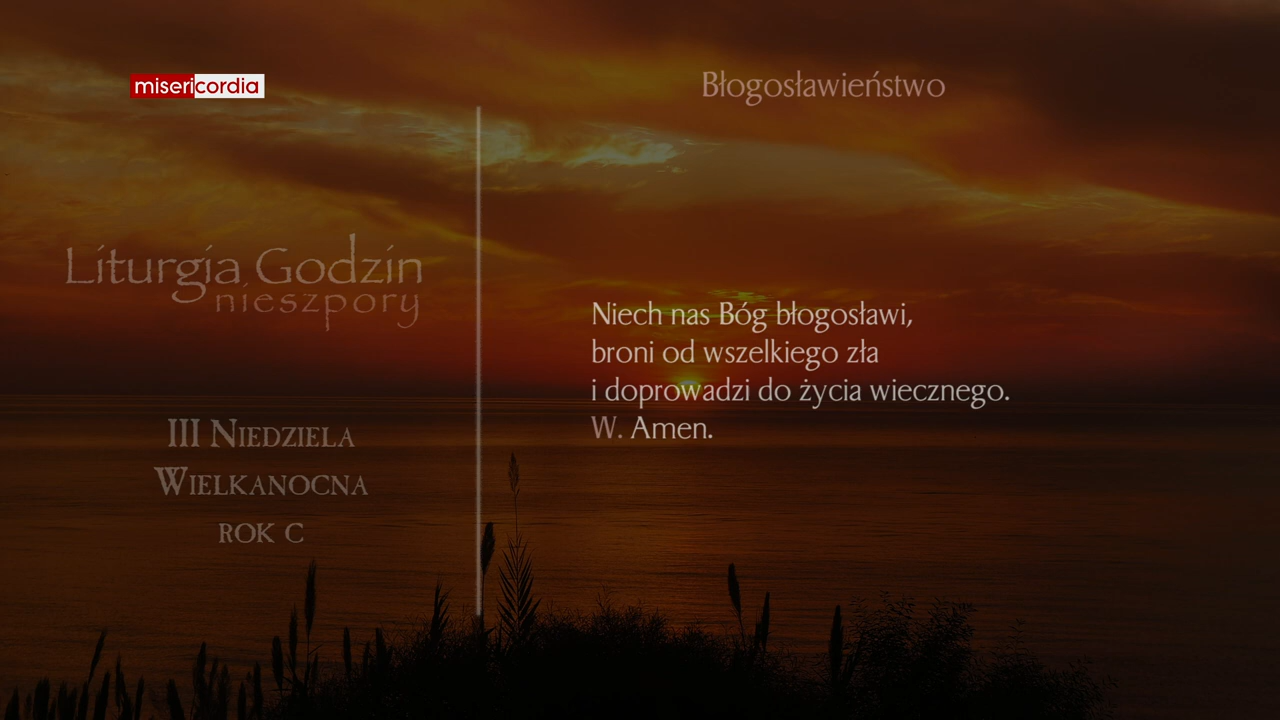 misericordia
Błogosławieństwo
Liturgia Godzin
nieszpory
III Niedziela
Wielkanocna
rok C
Niech nas Bóg błogosławi,
broni od wszelkiego zła
i doprowadzi do życia wiecznego.
W. Amen.